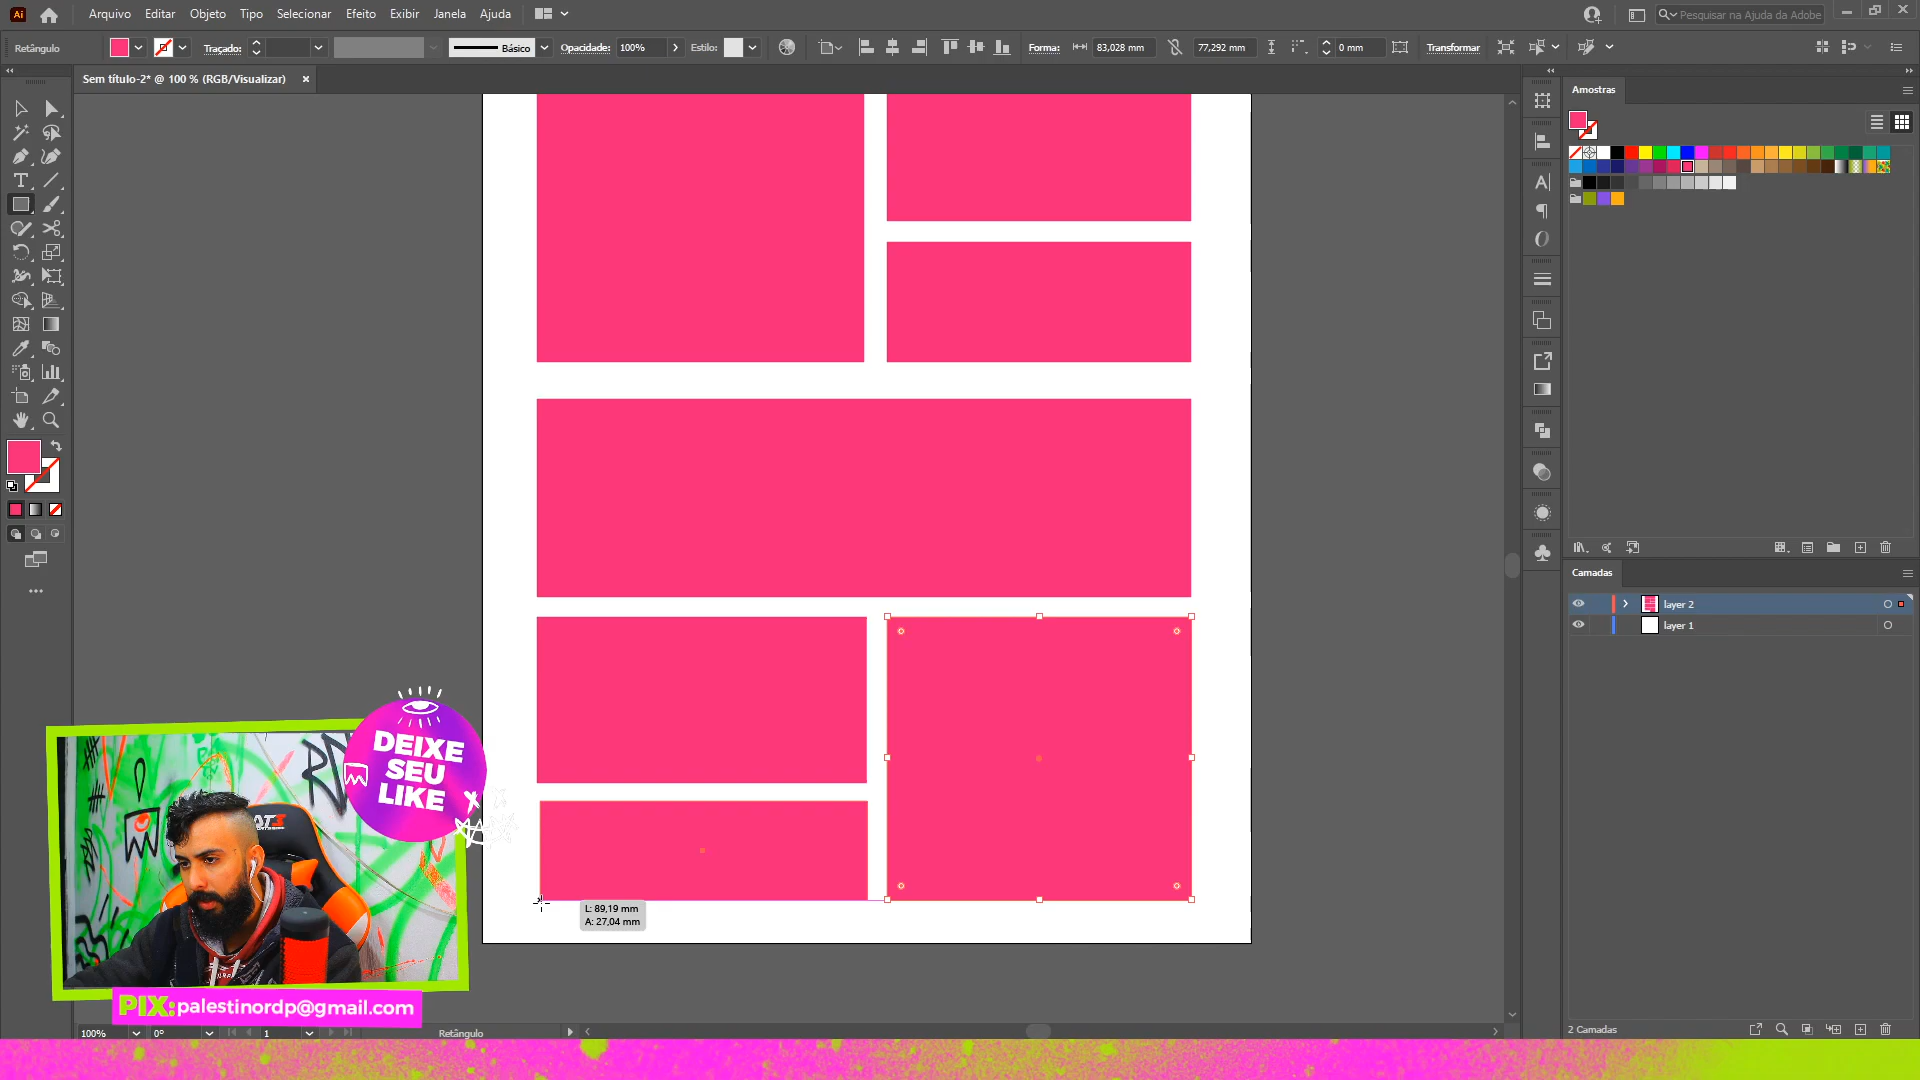 Ai
Arquivo Editar Objeto Tipo Selecionar Efeito Exibir Janela Ajuda
Pesquisar na Ajuda da Adobe
Retângulo
Traçado:
Básico
Opacidade: 100%
Estilo:
Forma: 83,028 mm 77,292 mm 0 mm
Transformar
Sem título-2* @ 100 % (RGB/Visualizar)
Amostras
Camadas
layer 2
layer 1
L: 89,19 mm
A: 27,04 mm
DEIXE
SEU
LIKE
PIX:palestinordp@gmail.com
100% 0° 1 Retângulo
2 Camadas